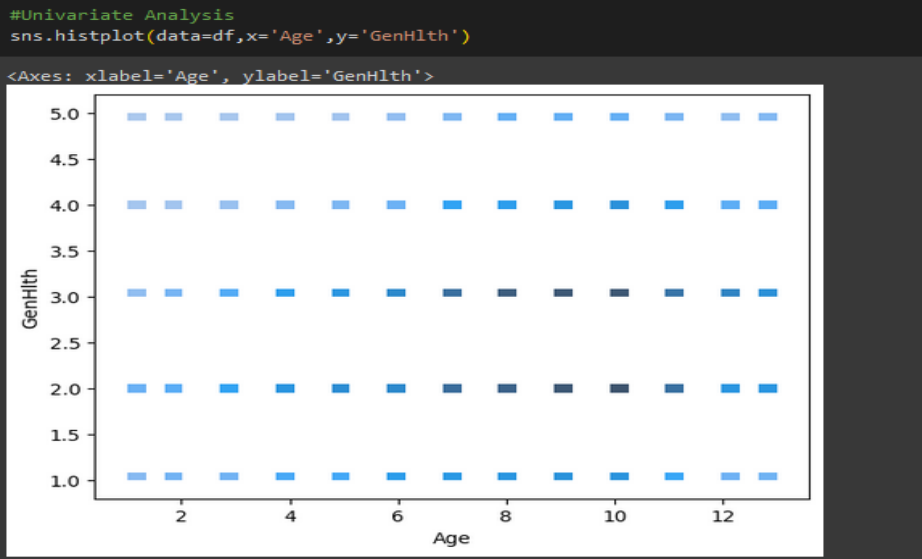 #Univariate Analysis
sns.histplot(data=df,x='Age',y='GenHlth')
<Axes: xlabel='Age', ylabel='GenHlth'>
5.0
4.5
4.0
3.5
3.0
2.5
2.0
1.5
1.0
GenHlth
2 4 6 8 10 12
Age